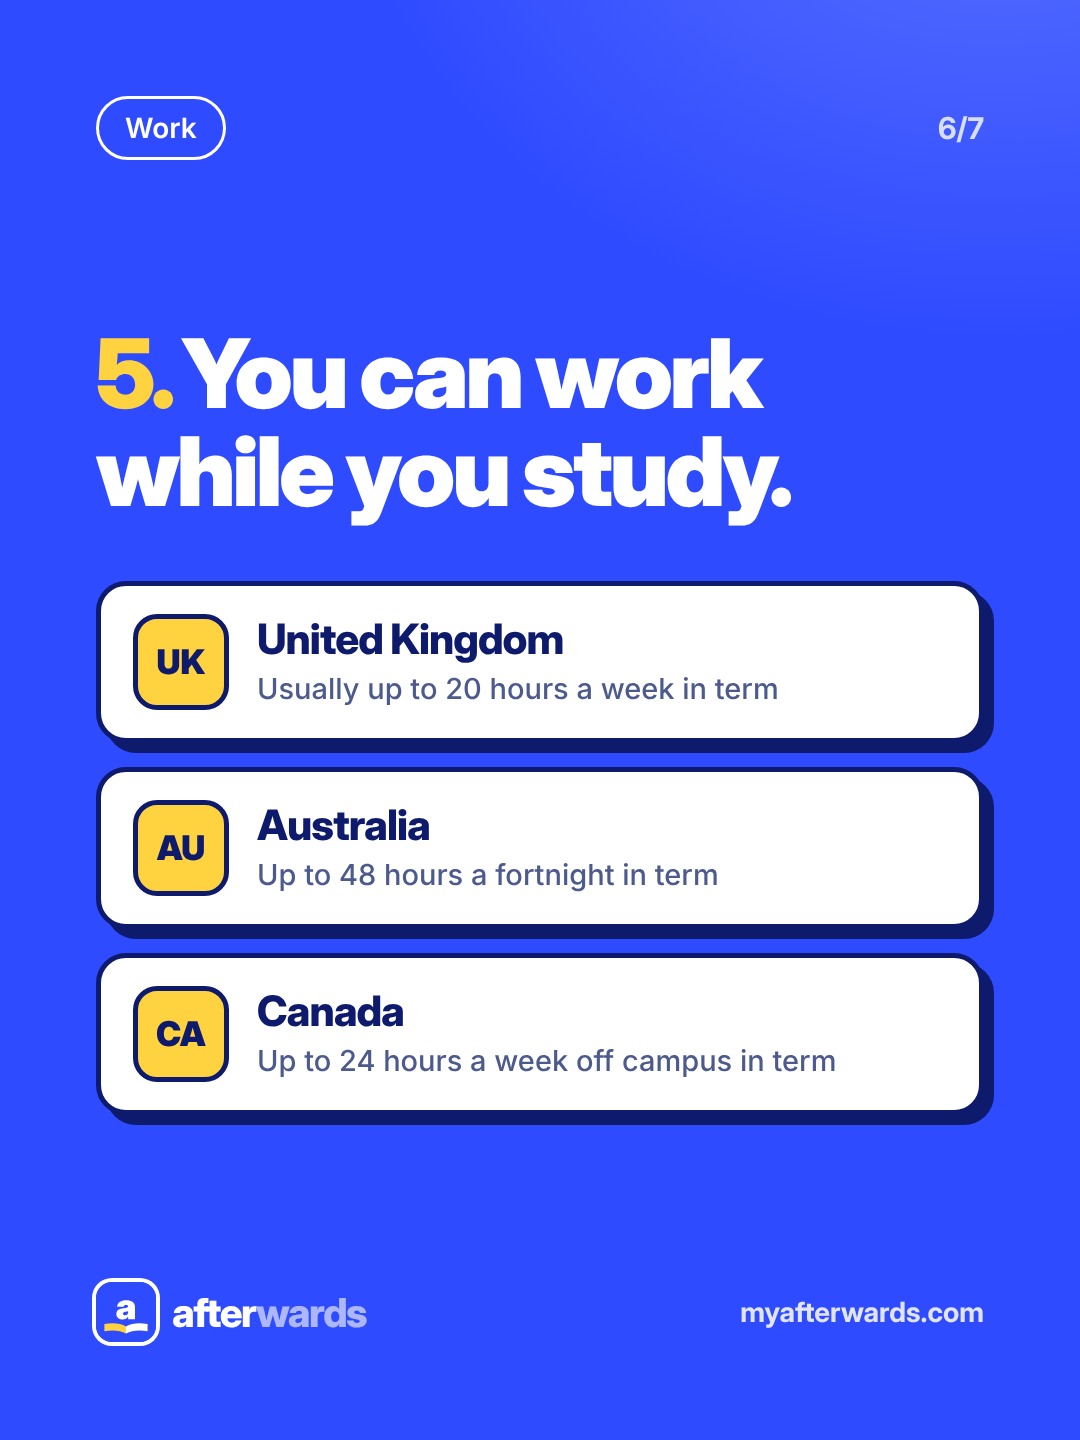 Work
6/7
5. You can work
while you study.
UK
United Kingdom
Usually up to 20 hours a week in term
AU
Australia
Up to 48 hours a fortnight in term
CA
Canada
Up to 24 hours a week off campus in term
a
afterwards
myafterwards.com